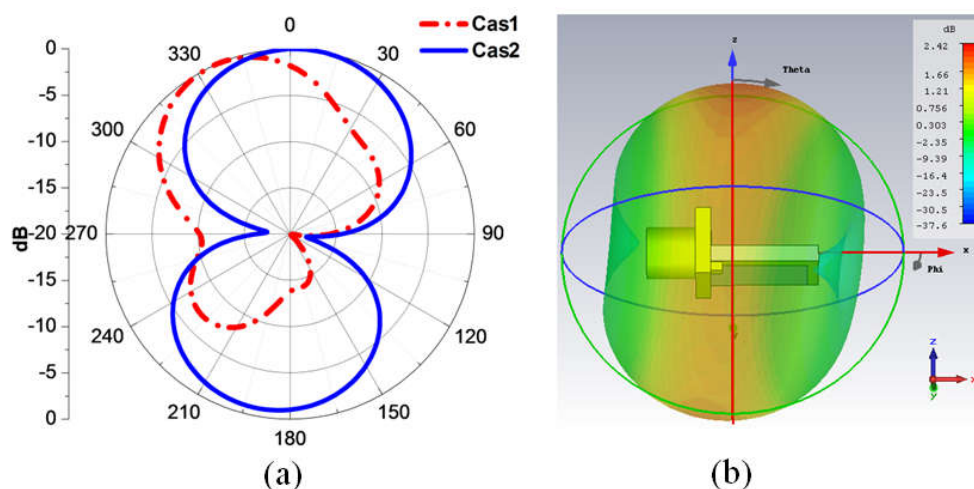 0
Cas1
Cas2
330
30
300
60
dB
270
90
240
120
210
150
180
0
-5
-10
-15
-20
-15
-10
-5
0
(a)
z
Theta
x
Phi
dB
2.42
1.66
1.21
0.756
0.303
-2.35
-9.39
-16.4
-23.5
-30.5
-37.6
z
x
y
(b)